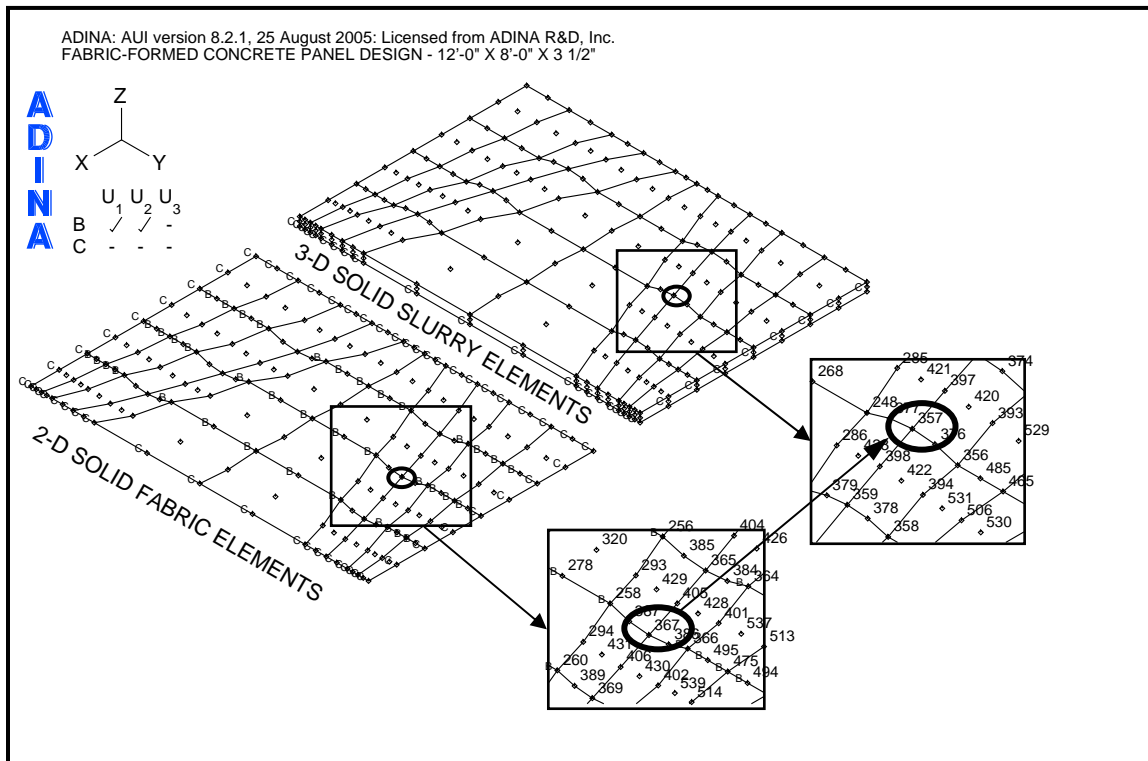 ADINA: AUI version 8.2.1, 25 August 2005: Licensed from ADINA R&D, Inc.
FABRIC-FORMED CONCRETE PANEL DESIGN - 12'-0" X 8'-0" X 3 1/2"
ADINA
Z
X Y
U1 U2 U3
B ✓ ✓ -
C - - -
3-D SOLID SLURRY ELEMENTS
2-D SOLID FABRIC ELEMENTS
285 374
268 421 397
248 420
357 393
286 376 529
398 356
422 485
379 359 394 465
378 531 506
358 530
256 404
320 385 426
278 293 365 384
429 364
258 405
428 401
294 367 537
366 513
431 406 495
260 430 475
389 402 539 494
369 514